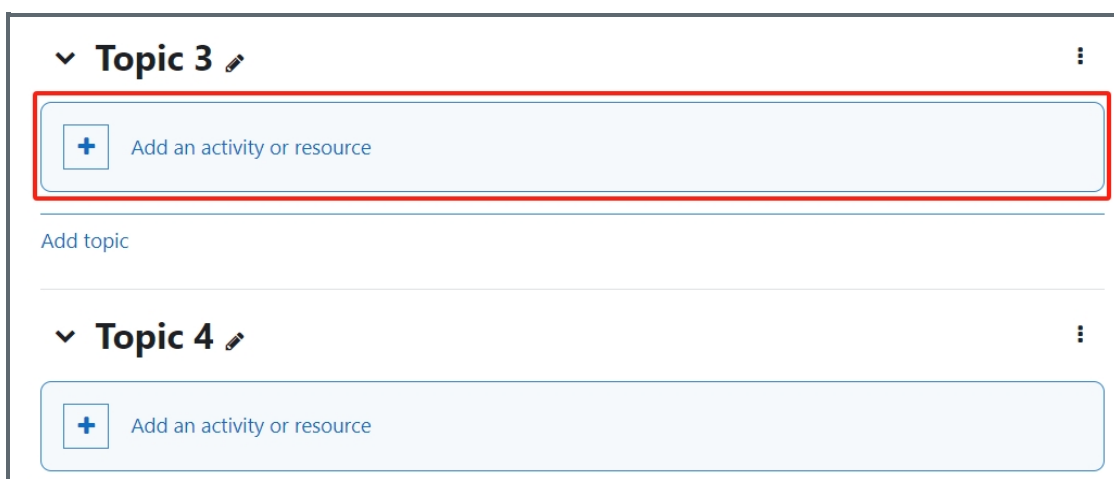 Topic 3
Add an activity or resource
Add topic
Topic 4
Add an activity or resource